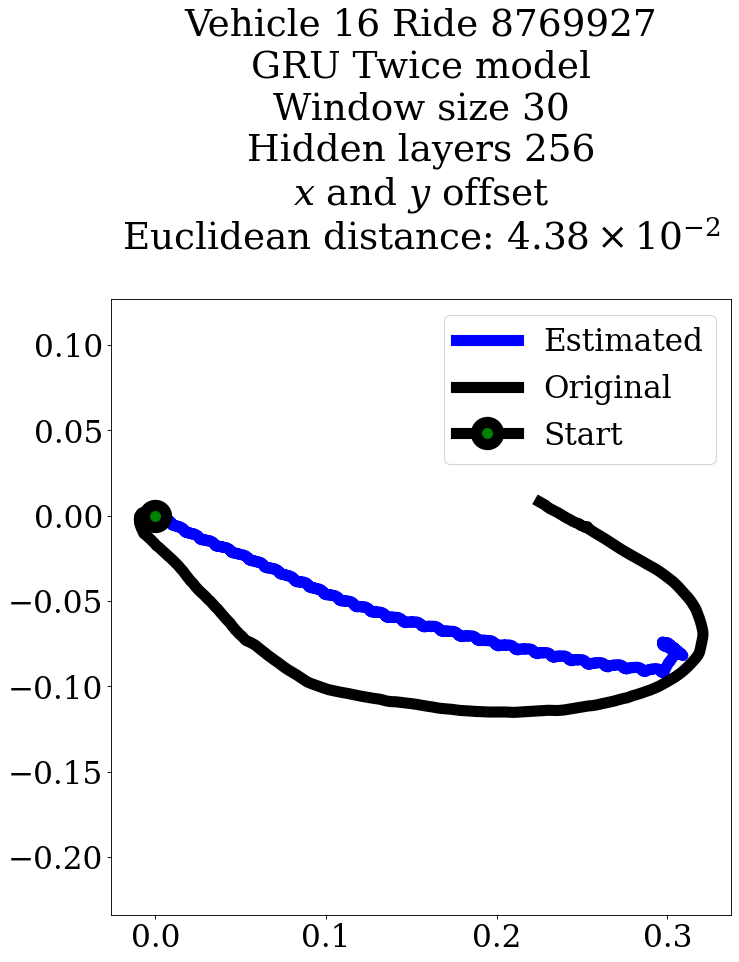 Vehicle 16 Ride 8769927
GRU Twice model
Window size 30
Hidden layers 256
x and y offset
Euclidean distance: 4.38 × 10⁻²
Estimated
Original
Start
0.10
0.05
0.00
−0.05
−0.10
−0.15
−0.20
0.0 0.1 0.2 0.3